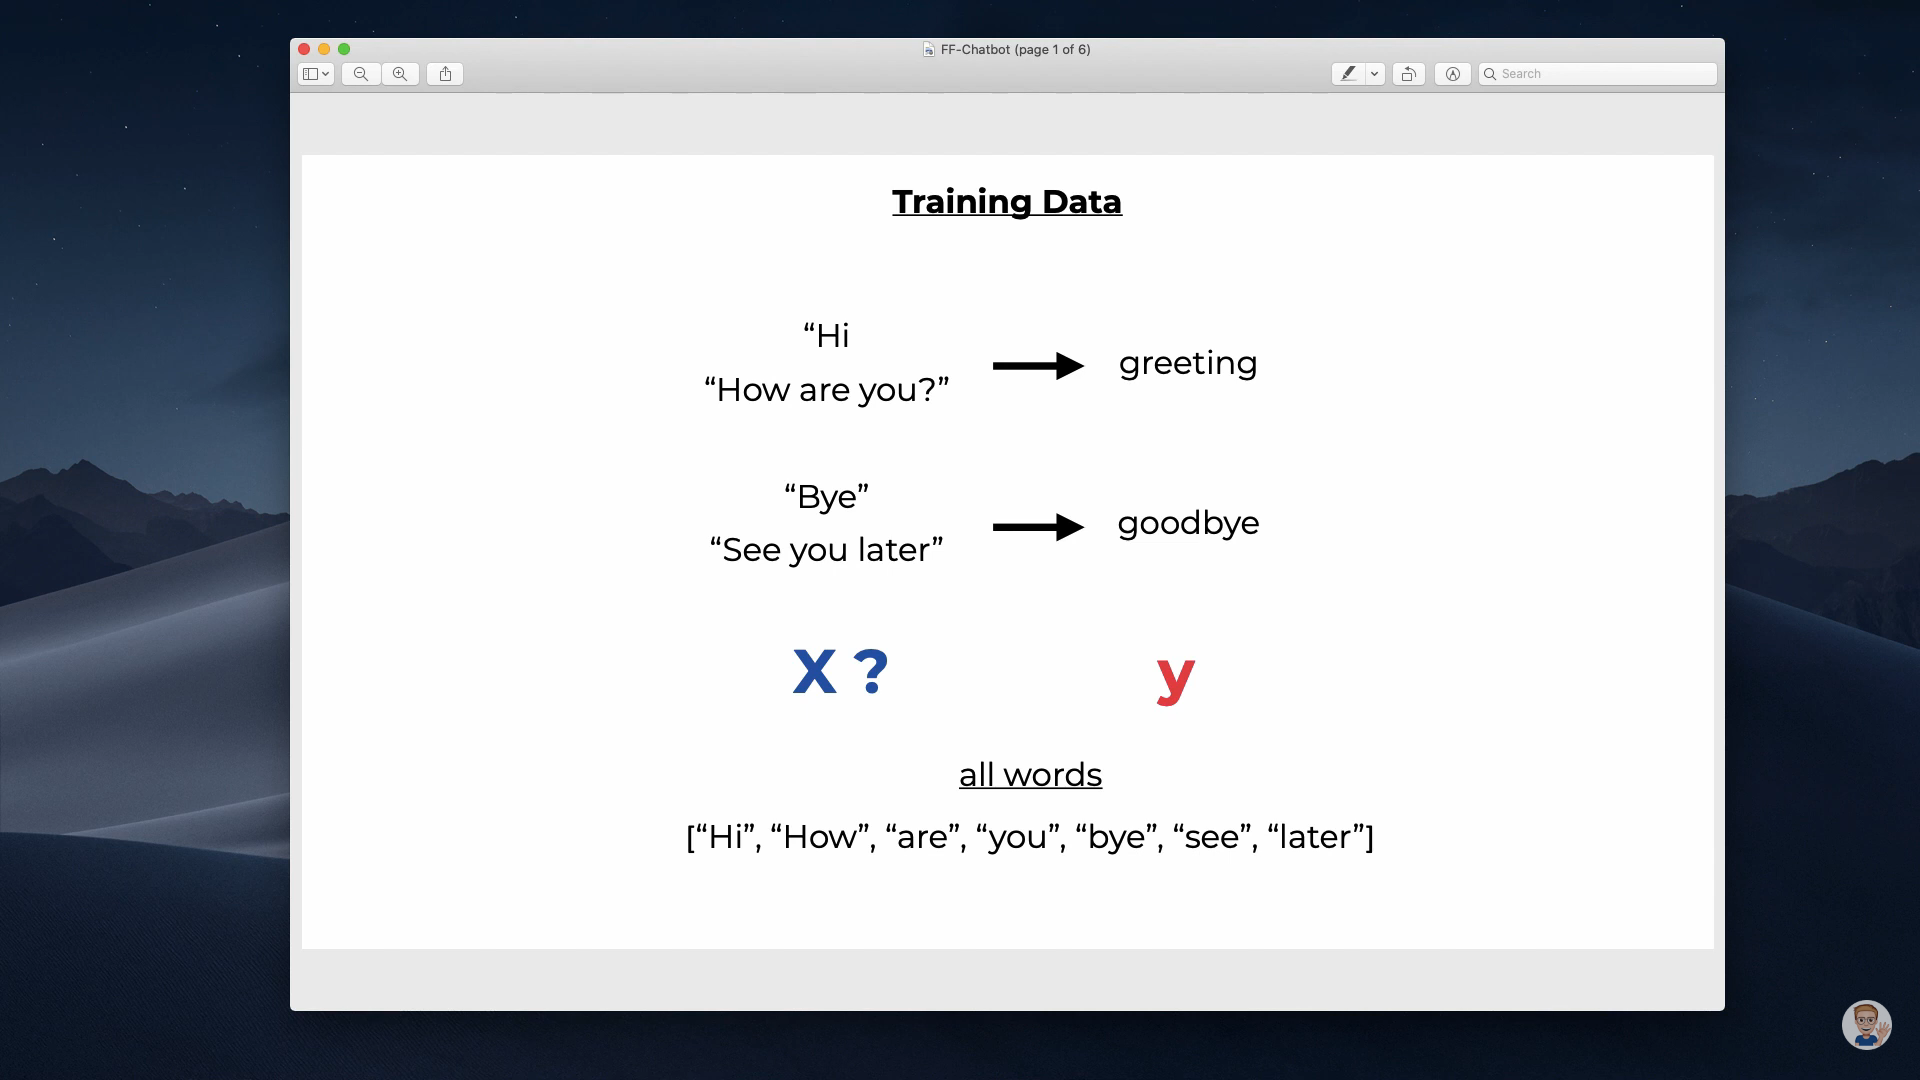 FF-Chatbot (page 1 of 6)
Search
Training Data
“Hi
“How are you?”
greeting
“Bye”
“See you later”
goodbye
X ?
y
all words
[“Hi”, “How”, “are”, “you”, “bye”, “see”, “later”]